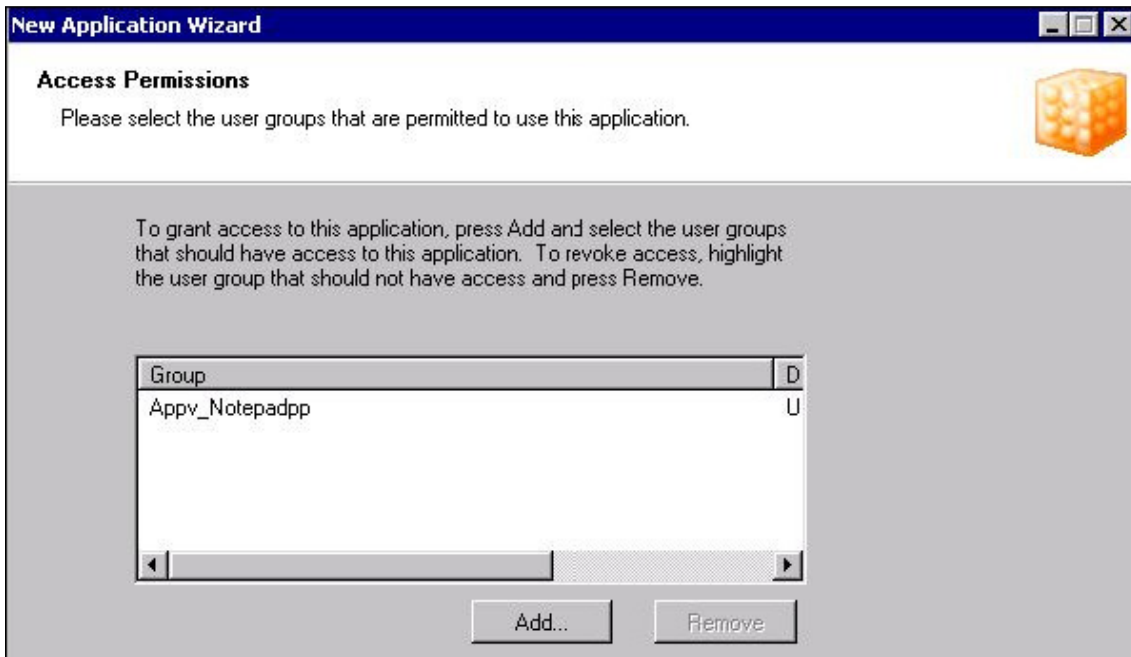 New Application Wizard
Access Permissions
Please select the user groups that are permitted to use this application.
To grant access to this application, press Add and select the user groups
that should have access to this application. To revoke access, highlight
the user group that should not have access and press Remove.
Group D
Appv_Notepadpp U
Add... Remove